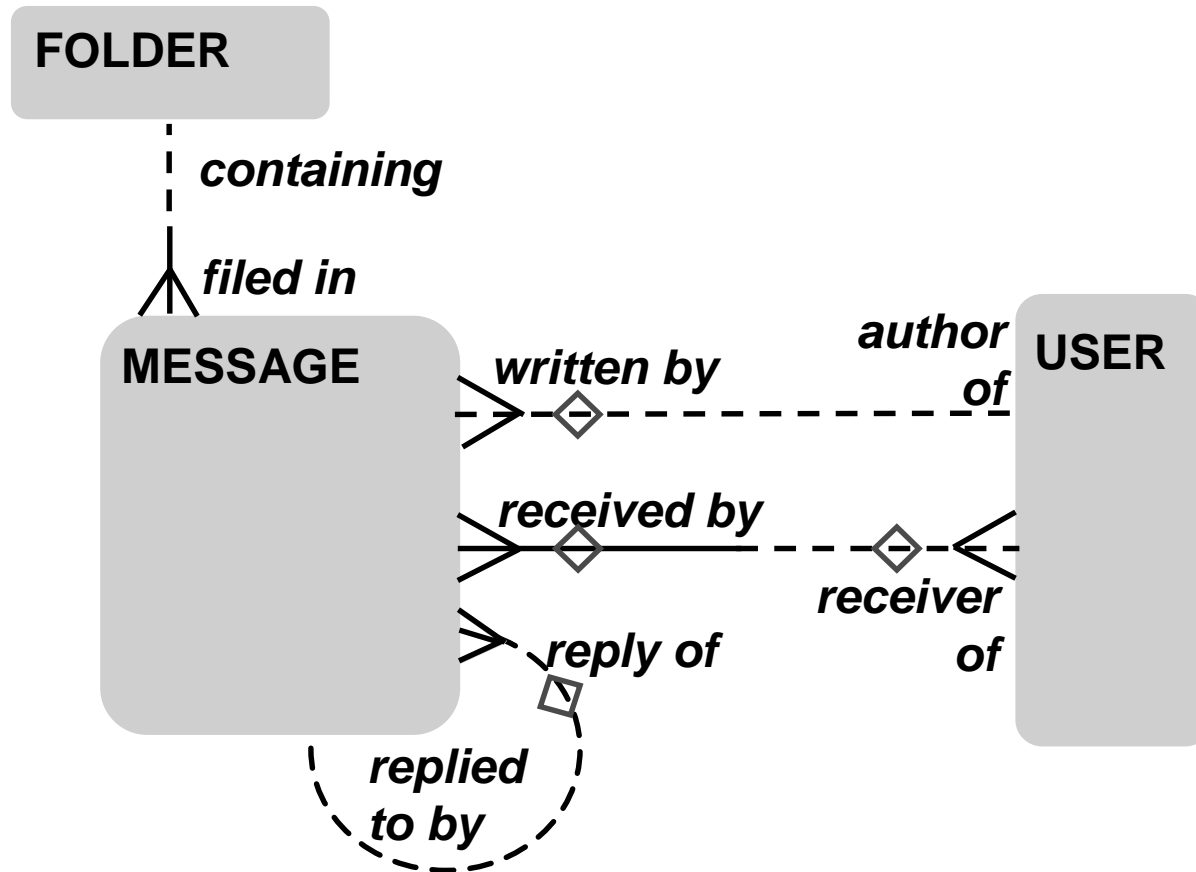 FOLDER
containing
filed in
MESSAGE
written by
author
of
USER
received by
receiver
of
reply of
replied
to by